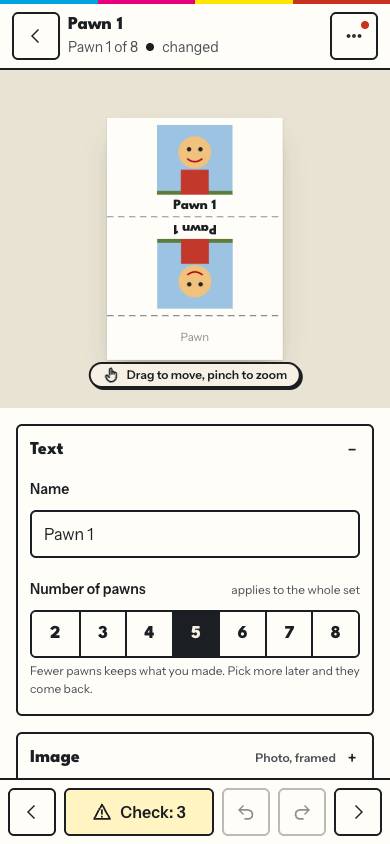 Pawn 1
Pawn 1 of 8 ● changed
Pawn 1
Pawn 1
Pawn
Drag to move, pinch to zoom
Text
Name
Pawn 1
Number of pawns applies to the whole set
2 3 4 5 6 7 8
Fewer pawns keeps what you made. Pick more later and they
come back.
Image Photo, framed +
Check: 3